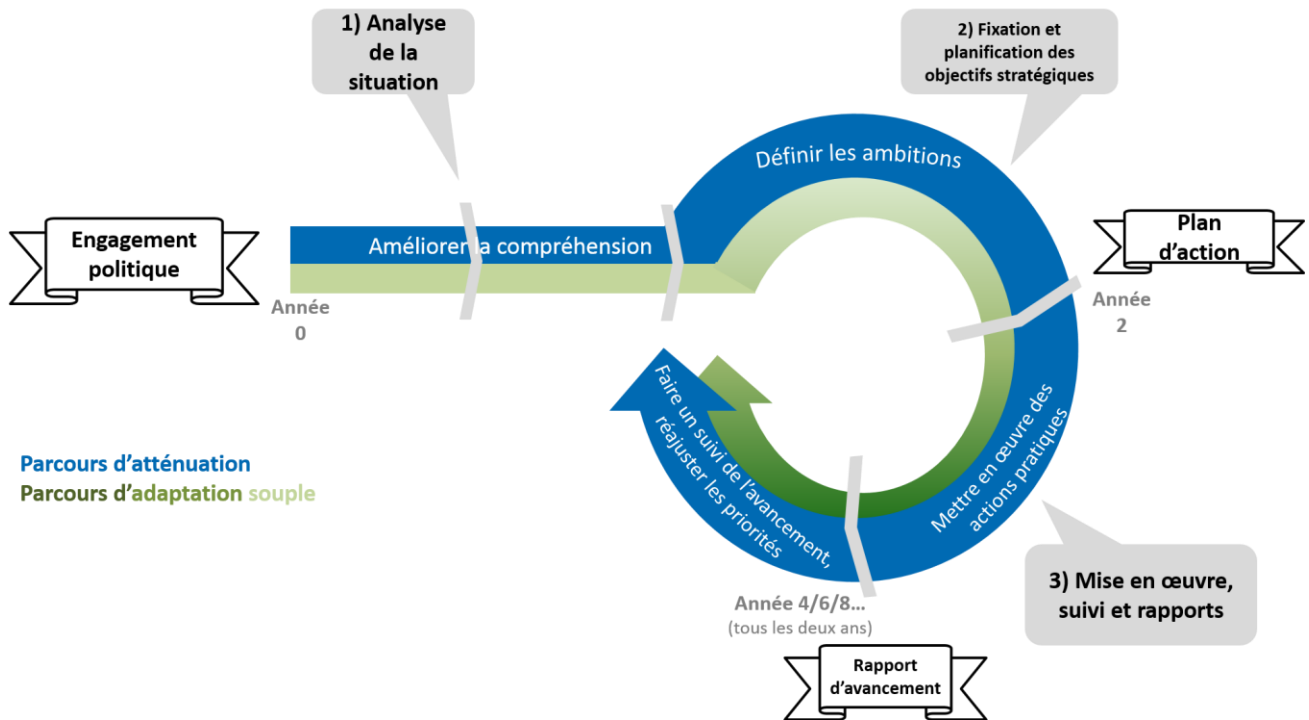 1) Analyse
de la
situation
2) Fixation et
planification des
objectifs stratégiques
Définir les ambitions
Engagement
politique
Améliorer la compréhension
Plan
d’action
Année
0
Année
2
Faire un suivi de l’avancement,
réajuster les priorités
Mettre en œuvre des
actions pratiques
Parcours d’atténuation
Parcours d’adaptation souple
3) Mise en œuvre,
suivi et rapports
Année 4/6/8...
(tous les deux ans)
Rapport
d’avancement